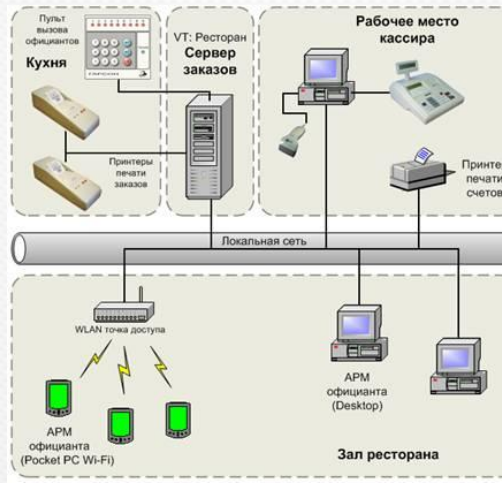 Пульт
вызова
официантов
Кухня
Принтеры
печати
заказов
VT: Ресторан
Сервер
заказов
Рабочее место
кассира
Принте
печати
счетов
Локальная сеть
WLAN точка доступа
АРМ
официанта
(Pocket PC Wi-Fi)
АРМ
официанта
(Desktop)
Зал ресторана